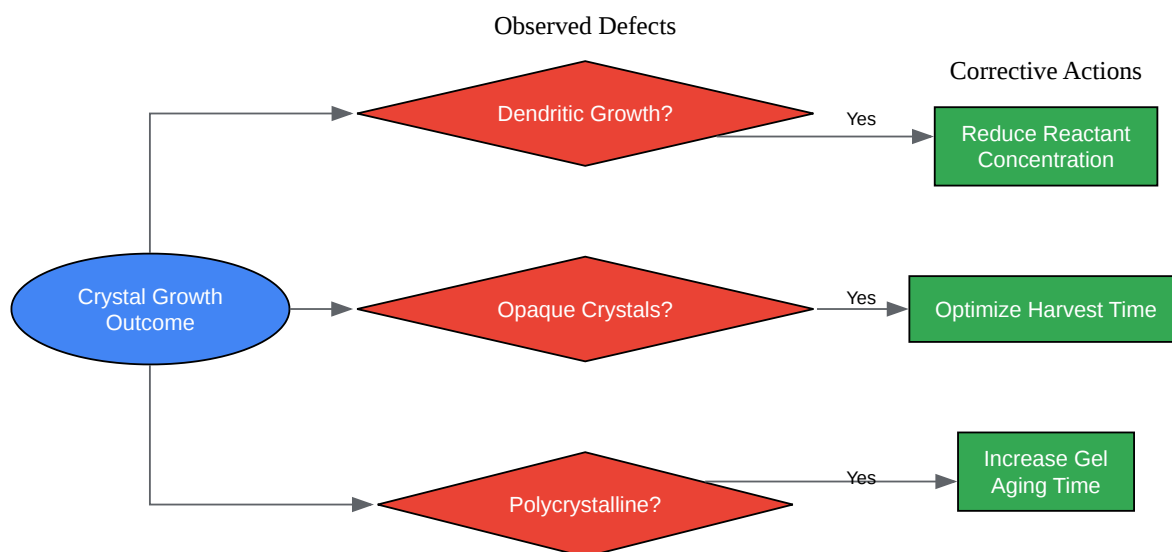 Observed Defects
Corrective Actions
Dendritic Growth?
Yes
Reduce Reactant
Concentration
Crystal Growth
Outcome
Opaque Crystals?
Yes
Optimize Harvest Time
Polycrystalline?
Yes
Increase Gel
Aging Time